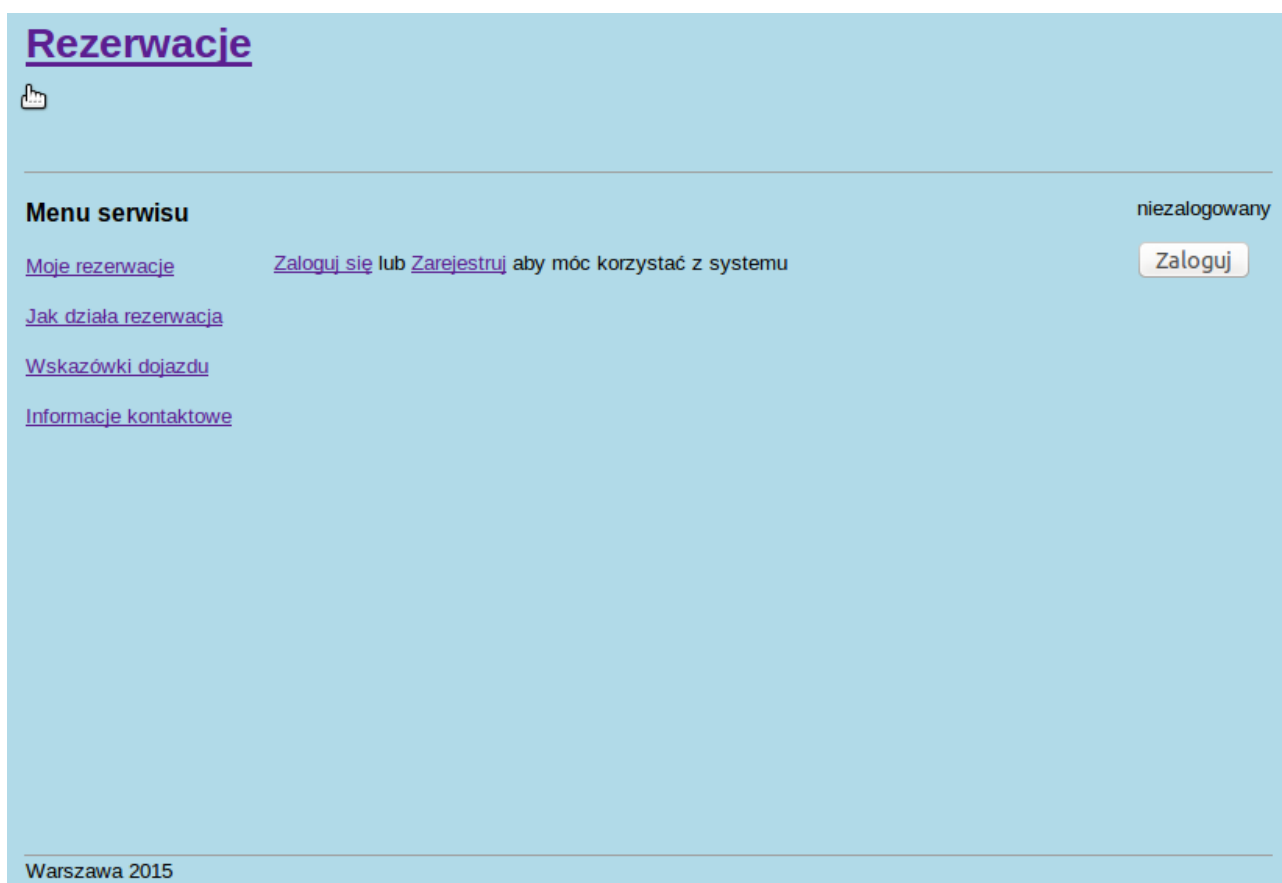 Rezerwacje
Menu serwisu
niezalogowany
Moje rezerwacje
Zaloguj się lub Zarejestruj aby móc korzystać z systemu
Zaloguj
Jak działa rezerwacja
Wskazówki dojazdu
Informacje kontaktowe
Warszawa 2015